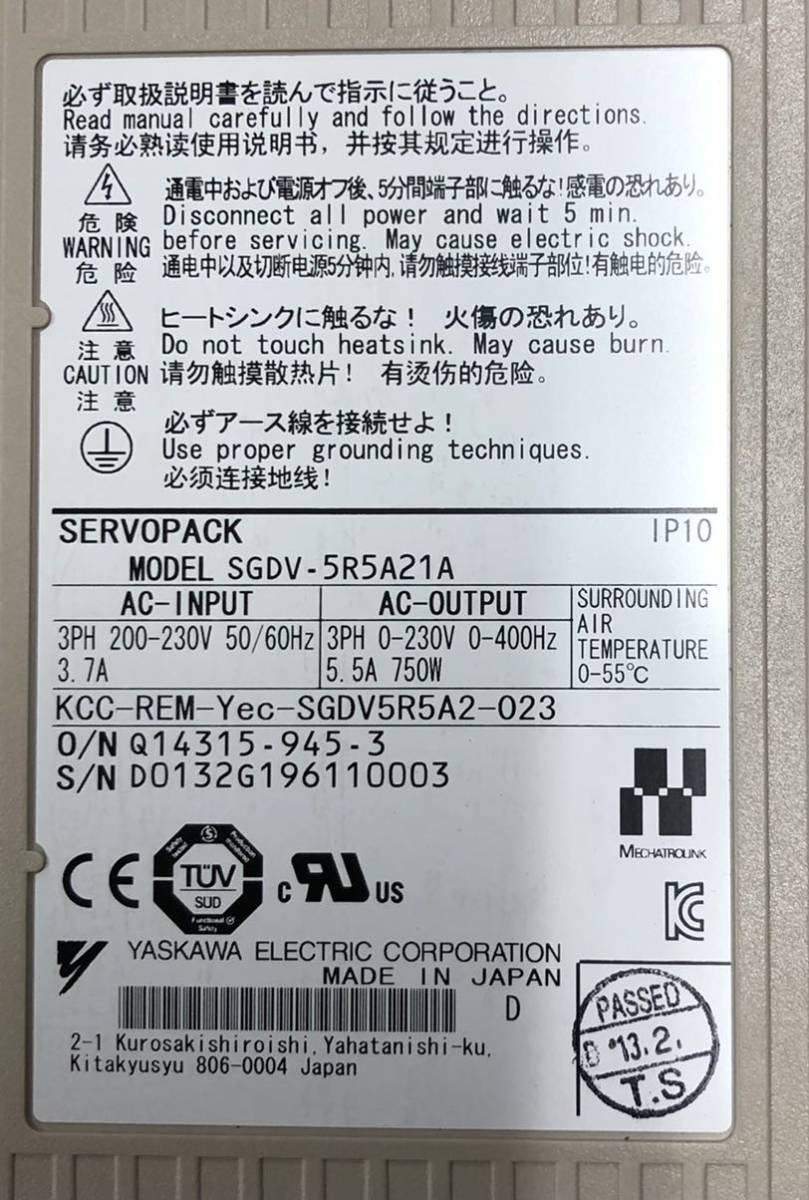 必ず取扱説明書を読んで指示に従うこと。
Read manual carefully and follow the directions.
请务必熟读使用说明书，并按其规定进行操作。
危険
WARNING
危险
通電中および電源オフ後、5分間端子部に触るな！感電の恐れあり。
Disconnect all power and wait 5 min.
before servicing. May cause electric shock.
通电中以及切断电源5分钟内,请勿触摸接线端子部位！有触电的危险。
注意
CAUTION
注意
ヒートシンクに触るな！ 火傷の恐れあり。
Do not touch heatsink. May cause burn.
请勿触摸散热片！ 有烫伤的危险。
必ずアース線を接続せよ！
Use proper grounding techniques.
必须连接地线！
SERVOPACK IP10
MODEL SGDV-5R5A21A
AC-INPUT
3PH 200-230V 50/60Hz
3.7A
AC-OUTPUT
3PH 0-230V 0-400Hz
5.5A 750W
SURROUNDING
AIR
TEMPERATURE
0-55℃
KCC-REM-Yec-SGDV5R5A2-023
O/N Q14315-945-3
S/N D0132G196110003
MECHATROLINK
CE
Safety tested
Production monitored
TÜV
SÜD
Functional
Safety
c UR US
KC
YASKAWA ELECTRIC CORPORATION
MADE IN JAPAN
D
2-1 Kurosakishiroishi, Yahatanishi-ku,
Kitakyusyu 806-0004 Japan
PASSED
'13.2.
T.S